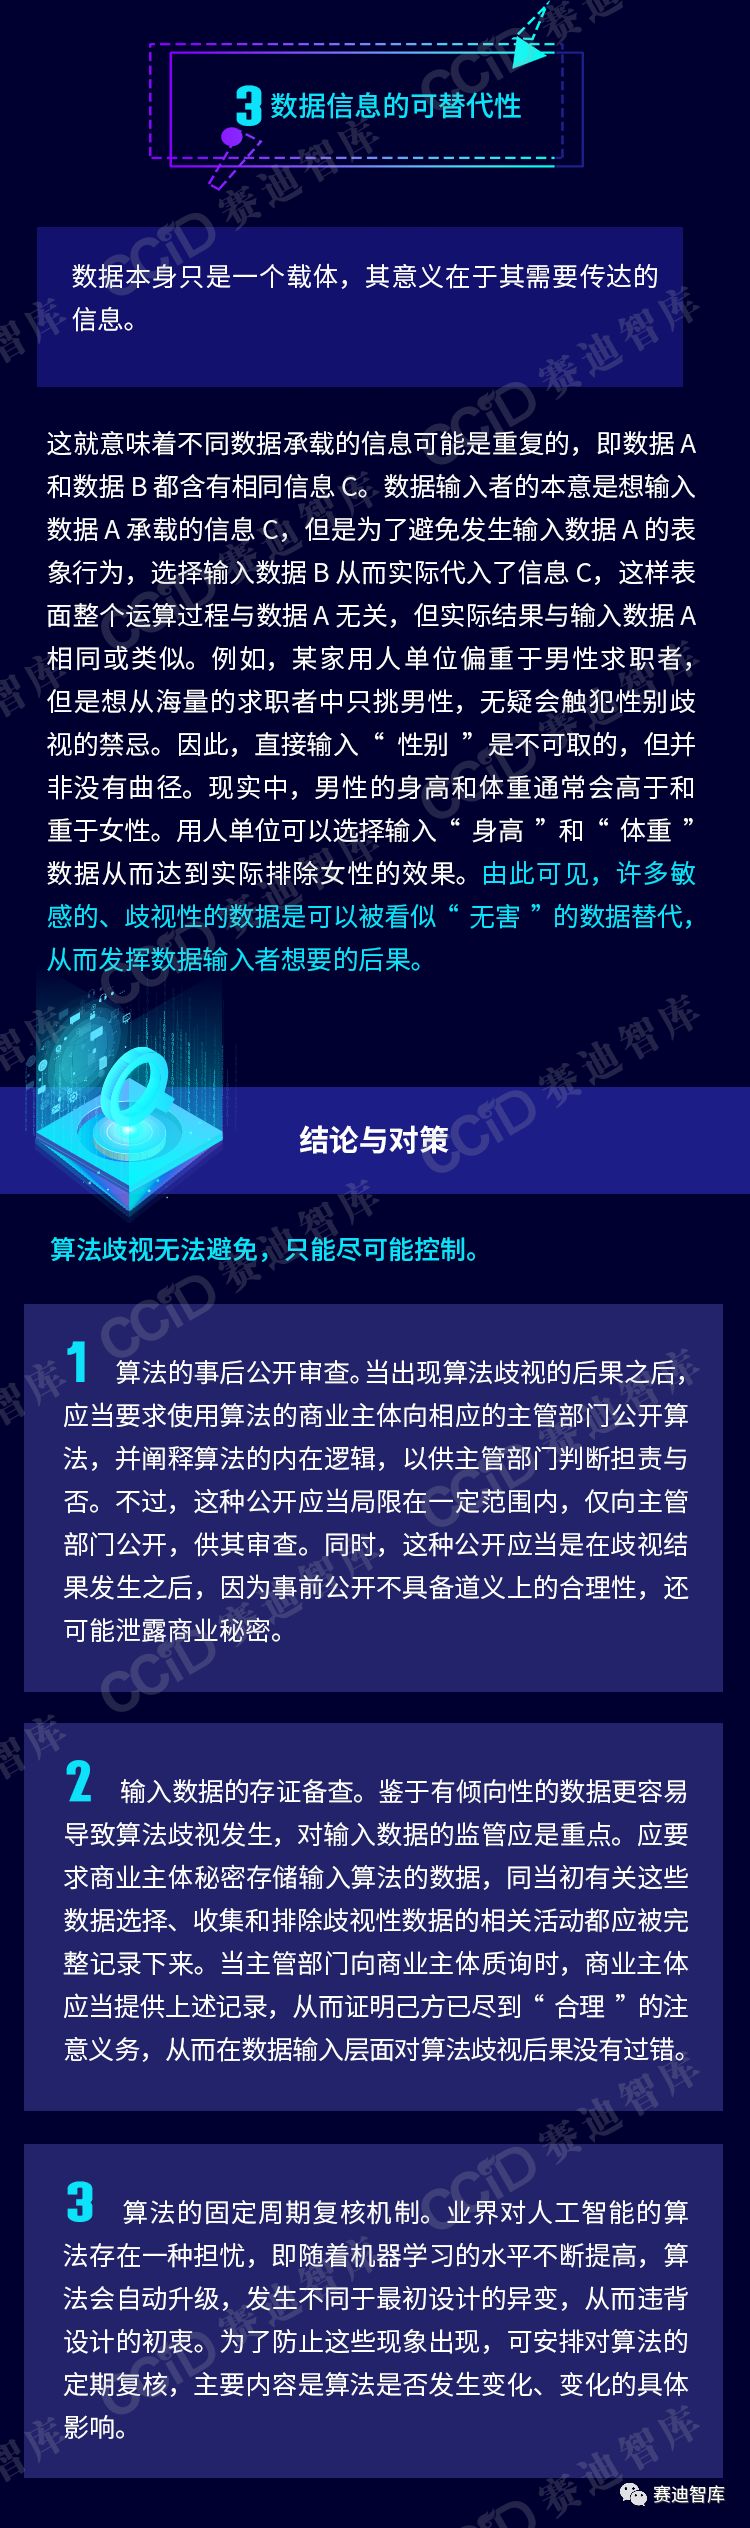 3 数据信息的可替代性
数据本身只是一个载体，其意义在于其需要传达的
信息。
这就意味着不同数据承载的信息可能是重复的，即数据 A
和数据 B 都含有相同信息 C。数据输入者的本意是想输入
数据 A 承载的信息 C，但是为了避免发生输入数据 A 的表
象行为，选择输入数据 B 从而实际代入了信息 C，这样表
面整个运算过程与数据 A 无关，但实际结果与输入数据 A
相同或类似。例如，某家用人单位偏重于男性求职者，
但是想从海量的求职者中只挑男性，无疑会触犯性别歧
视的禁忌。因此，直接输入 “ 性别 ” 是不可取的，但并
非没有曲径。现实中，男性的身高和体重通常会高于和
重于女性。用人单位可以选择输入 “ 身高 ” 和 “ 体重 ”
数据从而达到实际排除女性的效果。由此可见，许多敏
感的、歧视性的数据是可以被看似 “ 无害 ” 的数据替代，
从而发挥数据输入者想要的后果。
结论与对策
算法歧视无法避免，只能尽可能控制。
1 算法的事后公开审查。当出现算法歧视的后果之后，
应当要求使用算法的商业主体向相应的主管部门公开算
法，并阐释算法的内在逻辑，以供主管部门判断担责与
否。不过，这种公开应当局限在一定范围内，仅向主管
部门公开，供其审查。同时，这种公开应当是在歧视结
果发生之后，因为事前公开不具备道义上的合理性，还
可能泄露商业秘密。
2 输入数据的存证备查。鉴于有倾向性的数据更容易
导致算法歧视发生，对输入数据的监管应是重点。应要
求商业主体秘密存储输入算法的数据，同当初有关这些
数据选择、收集和排除歧视性数据的相关活动都应被完
整记录下来。当主管部门向商业主体质询时，商业主体
应当提供上述记录，从而证明己方已尽到 “ 合理 ” 的注
意义务，从而在数据输入层面对算法歧视后果没有过错。
3 算法的固定周期复核机制。业界对人工智能的算
法存在一种担忧，即随着机器学习的水平不断提高，算
法会自动升级，发生不同于最初设计的异变，从而违背
设计的初衷。为了防止这些现象出现，可安排对算法的
定期复核，主要内容是算法是否发生变化、变化的具体
影响。
赛迪智库